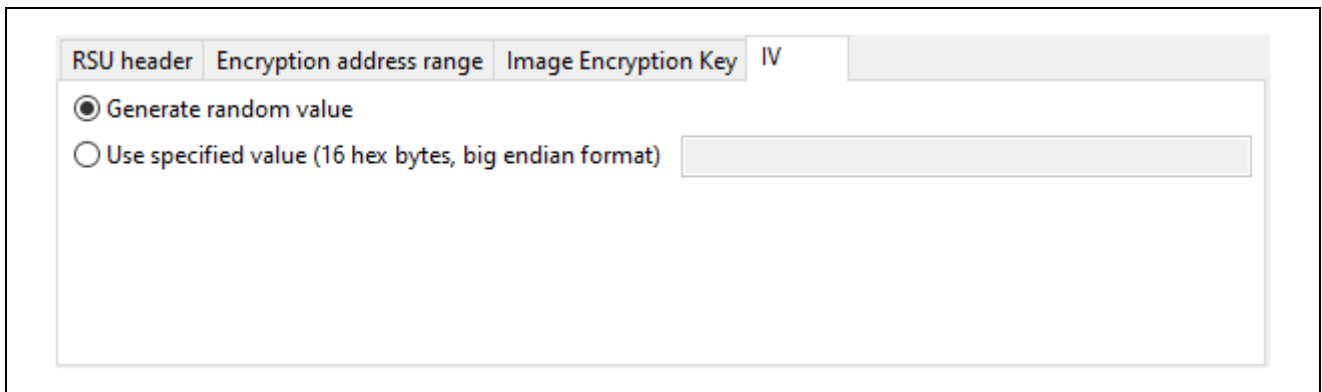 RSU header Encryption address range Image Encryption Key IV
Generate random value
Use specified value (16 hex bytes, big endian format)